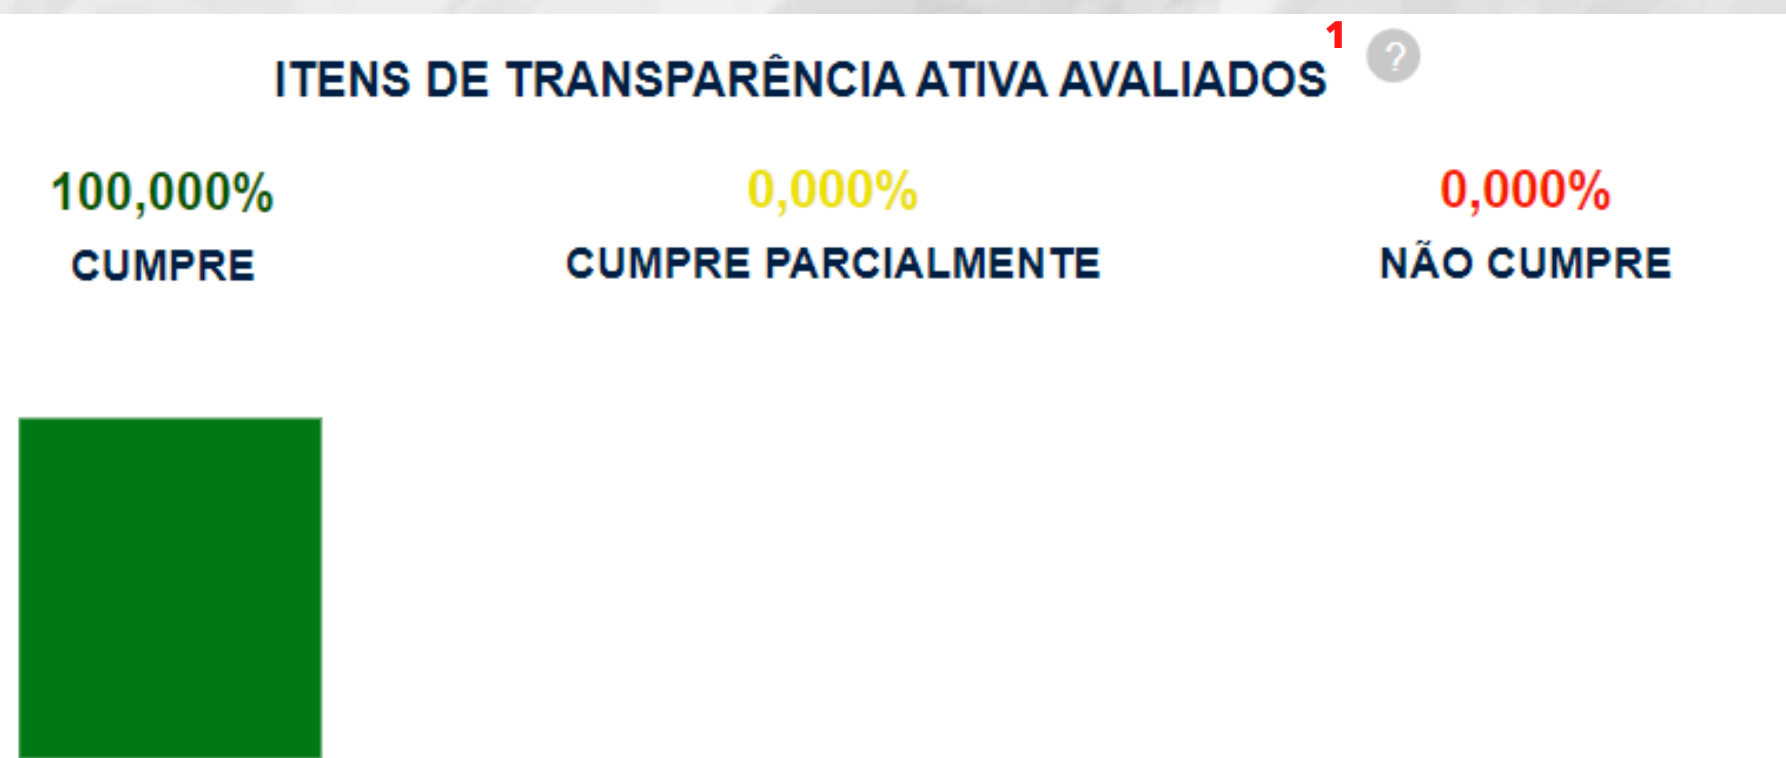 ITENS DE TRANSPARÊNCIA ATIVA AVALIADOS 1 ?
100,000% 0,000% 0,000%
CUMPRE CUMPRE PARCIALMENTE NÃO CUMPRE